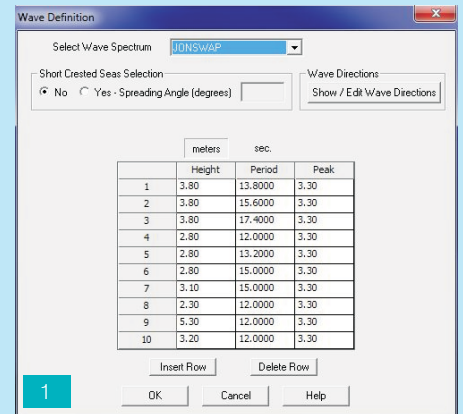 Wave Definition
Select Wave Spectrum JONSWAP
Short Crested Seas Selection
No Yes - Spreading Angle (degrees)
Wave Directions
Show / Edit Wave Directions
meters sec.
Height Period Peak
1 3.80 13.8000 3.30
2 3.80 15.6000 3.30
3 3.80 17.4000 3.30
4 2.80 12.0000 3.30
5 2.80 13.2000 3.30
6 2.80 15.0000 3.30
7 3.10 15.0000 3.30
8 2.30 12.0000 3.30
9 5.30 12.0000 3.30
10 3.20 12.0000 3.30
Insert Row Delete Row
OK Cancel Help
1